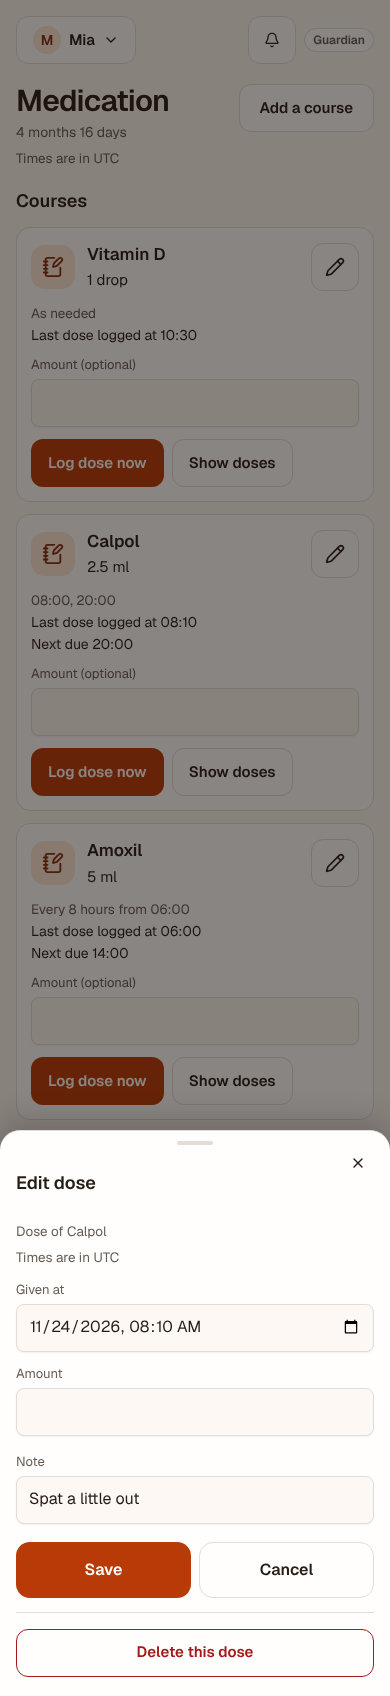 M Mia
Guardian
Medication
Add a course
4 months 16 days
Times are in UTC
Courses
Vitamin D
1 drop
As needed
Last dose logged at 10:30
Amount (optional)
Log dose now
Show doses
Calpol
2.5 ml
08:00, 20:00
Last dose logged at 08:10
Next due 20:00
Amount (optional)
Log dose now
Show doses
Amoxil
5 ml
Every 8 hours from 06:00
Last dose logged at 06:00
Next due 14:00
Amount (optional)
Log dose now
Show doses
Edit dose
Dose of Calpol
Times are in UTC
Given at
11/24/2026, 08:10 AM
Amount
Note
Spat a little out
Save
Cancel
Delete this dose